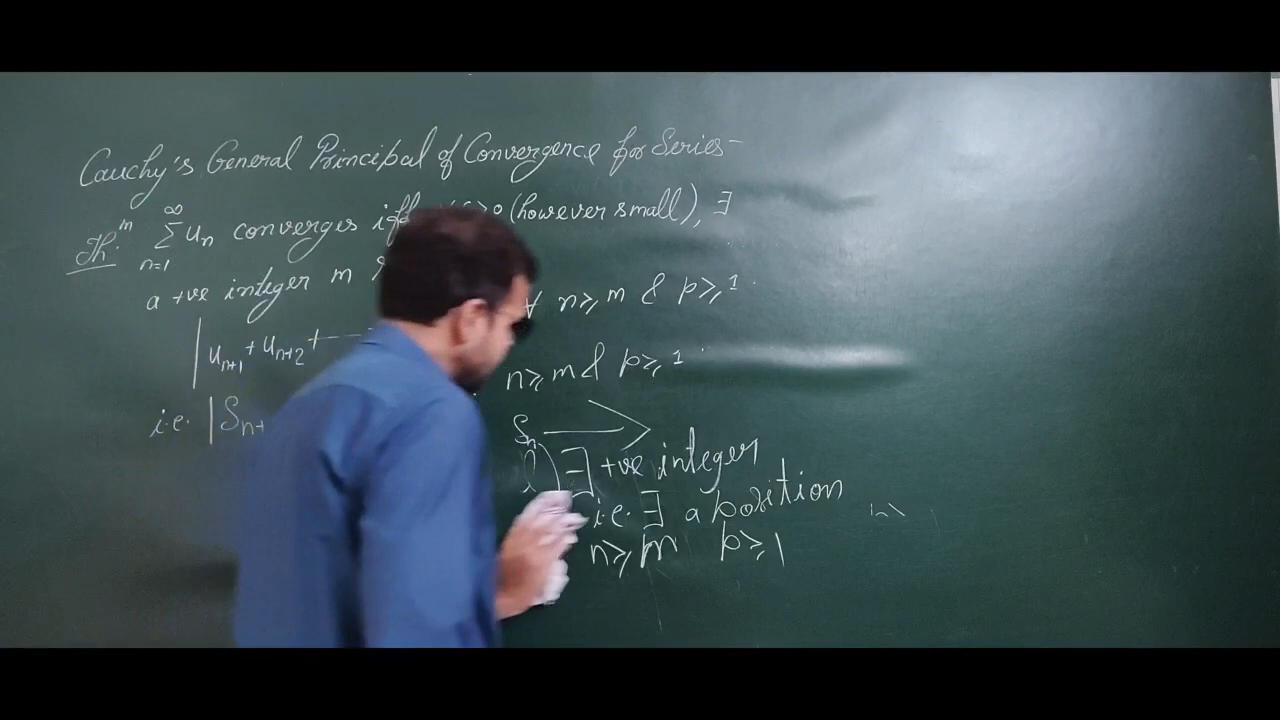 Cauchy's General Principal of Convergence for Series-
Th.m ∞∑n=1 un converges iff >0 (however small), ∃
a +ve integer m
∀ n≥m & p≥1
|un+1 + un+2 + —
n≥m & p≥1
i.e. |Sn+
Sn →
∃ +ve integer
i.e. ∃ a position
n≥m p≥1